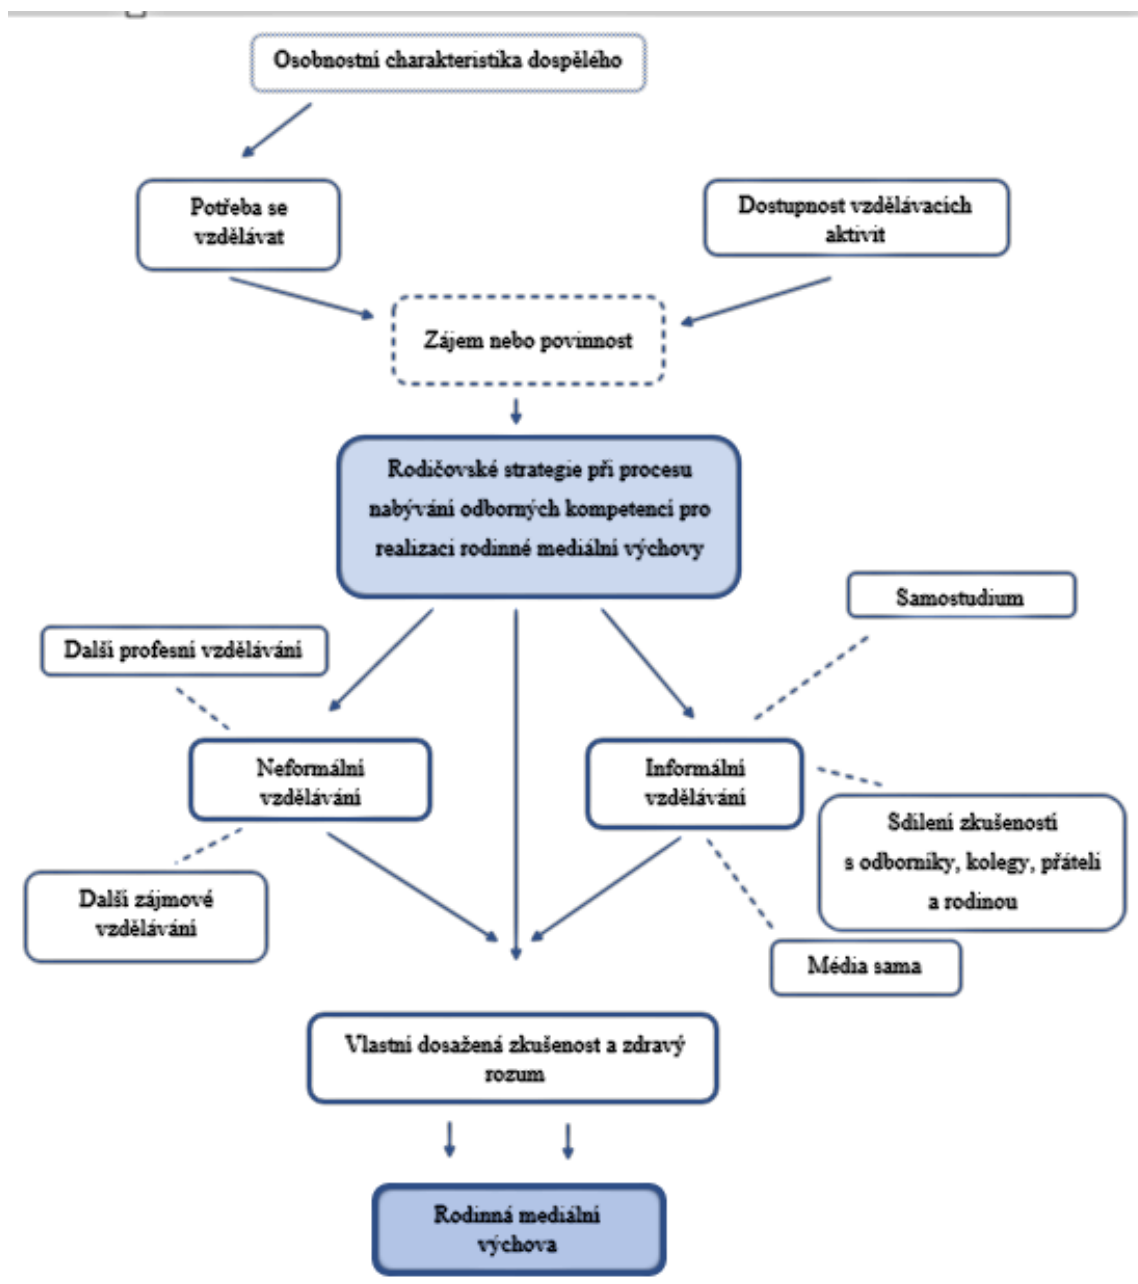 Osobnostní charakteristika dospělého
Potřeba se
vzdělávat
Dostupnost vzdělávacích
aktivit
Zájem nebo povinnost
Rodičovské strategie při procesu
nabývání odborných kompetencí pro
realizaci rodinné mediální výchovy
Samostudium
Další profesní vzdělávání
Neformální
vzdělávání
Informální
vzdělávání
Sdílení zkušeností
s odborníky, kolegy, přáteli
a rodinou
Další zájmové
vzdělávání
Média sama
Vlastní dosažená zkušenost a zdravý
rozum
Rodinná mediální
výchova